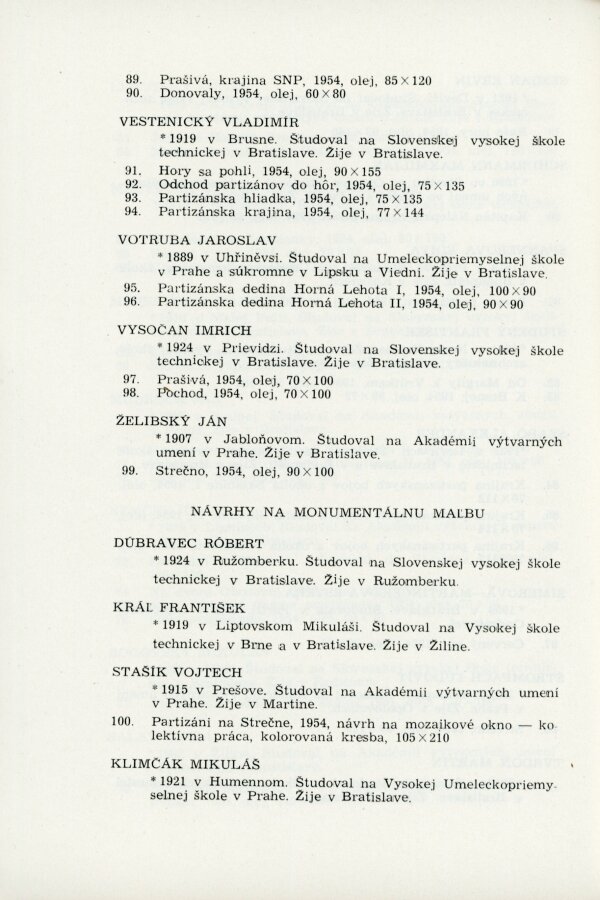 89. Prašivá, krajina SNP, 1954, olej, 85×120
90. Donovaly, 1954, olej, 60×80
VESTENICKÝ VLADIMÍR
*1919 v Brusne. Študoval na Slovenskej vysokej škole
technickej v Bratislave. Žije v Bratislave.
91. Hory sa pohli, 1954, olej, 90×155
92. Odchod partizánov do hôr, 1954, olej, 75×135
93. Partizánska hliadka, 1954, olej, 75×135
94. Partizánska krajina, 1954, olej, 77×144
VOTRUBA JAROSLAV
*1889 v Uhříněvsi. Študoval na Umeleckopriemyselnej škole
v Prahe a súkromne v Lipsku a Viedni. Žije v Bratislave.
95. Partizánska dedina Horná Lehota I, 1954, olej, 100×90
96. Partizánska dedina Horná Lehota II, 1954, olej, 90×90
VYSOČAN IMRICH
*1924 v Prievidzi. Študoval na Slovenskej vysokej škole
technickej v Bratislave. Žije v Bratislave.
97. Prašivá, 1954, olej, 70×100
98. Pochod, 1954, olej, 70×100
ŽELIBSKÝ JÁN
*1907 v Jabloňovom. Študoval na Akadémii výtvarných
umení v Prahe. Žije v Bratislave.
99. Strečno, 1954, olej, 90×100
NÁVRHY NA MONUMENTÁLNU MAĽBU
DÚBRAVEC RÓBERT
*1924 v Ružomberku. Študoval na Slovenskej vysokej škole
technickej v Bratislave. Žije v Ružomberku.
KRÁĽ FRANTIŠEK
*1919 v Liptovskom Mikuláši. Študoval na Vysokej škole
technickej v Brne a v Bratislave. Žije v Žiline.
STAŠÍK VOJTECH
*1915 v Prešove. Študoval na Akadémii výtvarných umení
v Prahe. Žije v Martine.
100. Partizáni na Strečne, 1954, návrh na mozaikové okno — ko-
lektívna práca, kolorovaná kresba, 105×210
KLIMČÁK MIKULÁŠ
*1921 v Humennom. Študoval na Vysokej Umeleckopriemy-
selnej škole v Prahe. Žije v Bratislave.